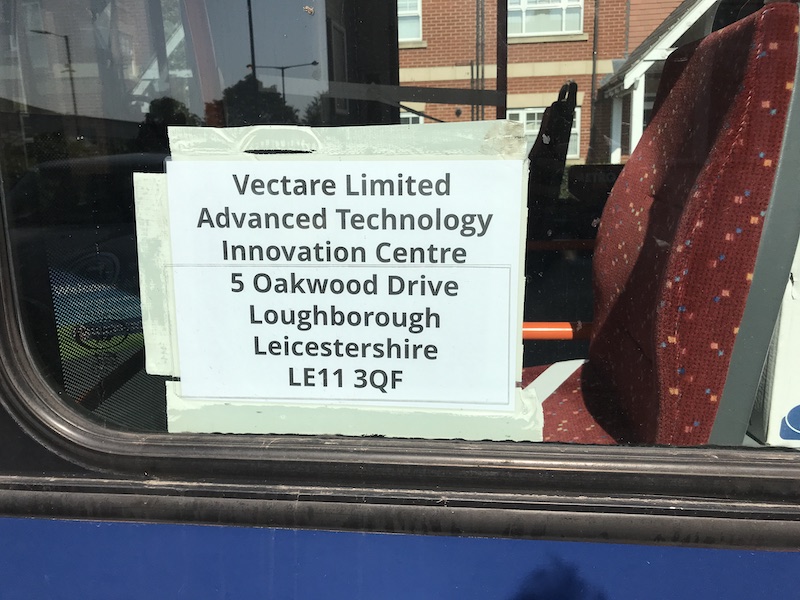 Vectare Limited
Advanced Technology
Innovation Centre
5 Oakwood Drive
Loughborough
Leicestershire
LE11 3QF